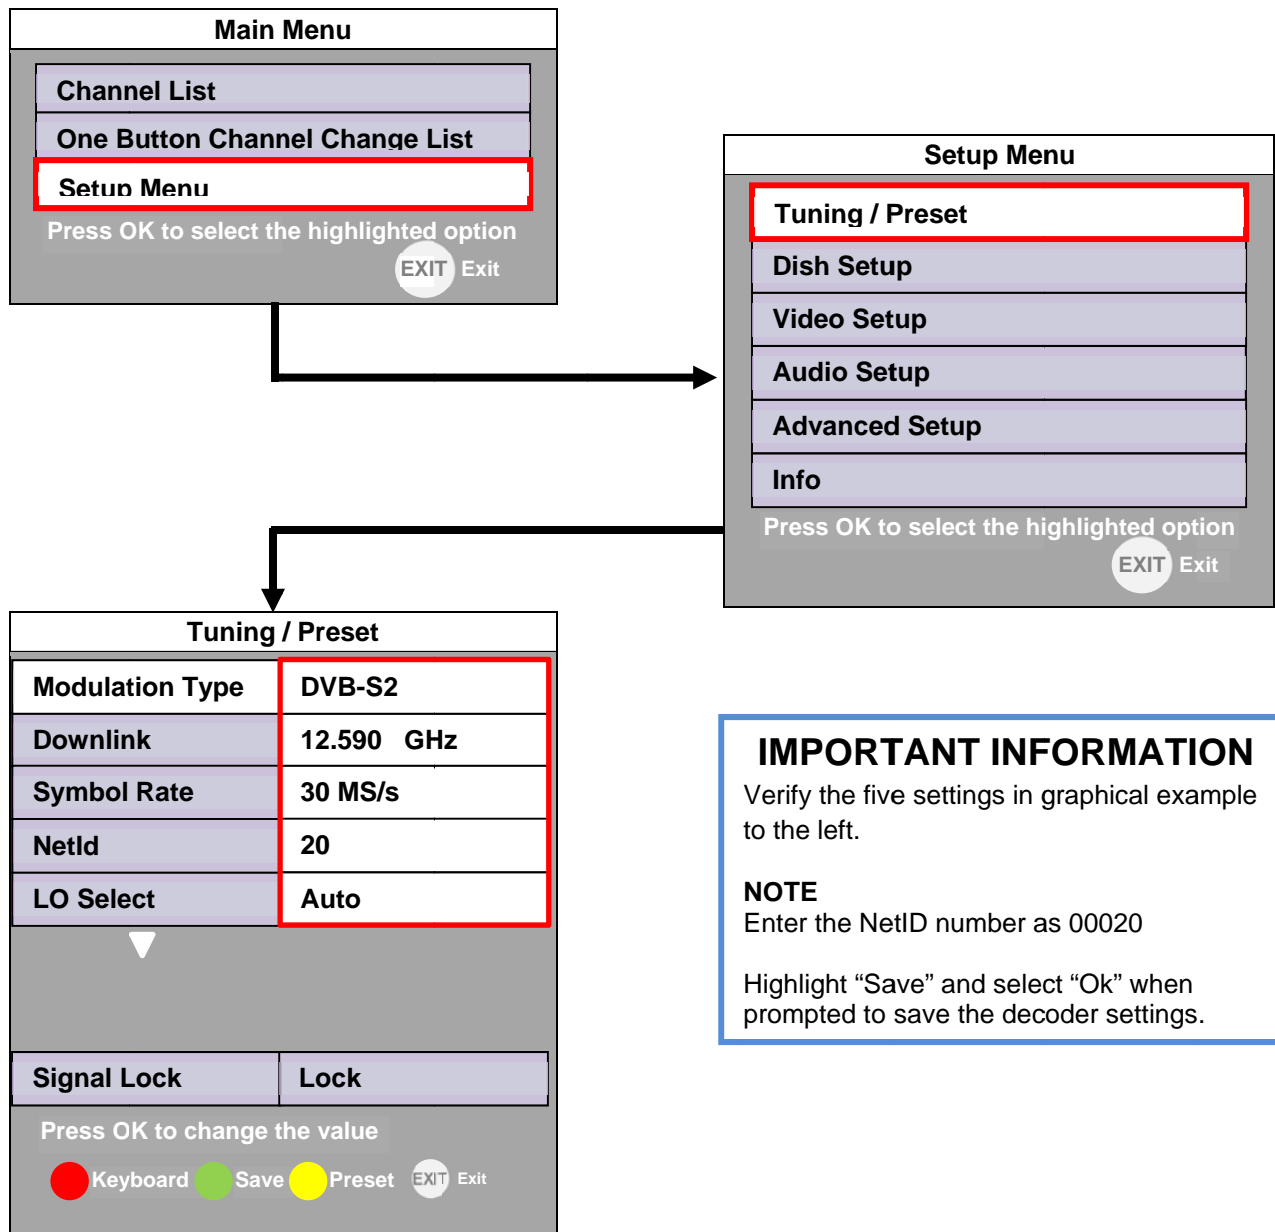 Main Menu
Channel List
One Button Channel Change List
Setup Menu
Press OK to select the highlighted option
EXIT Exit
Setup Menu
Tuning / Preset
Dish Setup
Video Setup
Audio Setup
Advanced Setup
Info
Press OK to select the highlighted option
EXIT Exit
Tuning / Preset
Modulation Type DVB-S2
Downlink 12.590 GHz
Symbol Rate 30 MS/s
NetId 20
LO Select Auto
Signal Lock Lock
Press OK to change the value
Keyboard Save Preset EXIT Exit
IMPORTANT INFORMATION
Verify the five settings in graphical example
to the left.
NOTE
Enter the NetID number as 00020
Highlight “Save” and select “Ok” when
prompted to save the decoder settings.